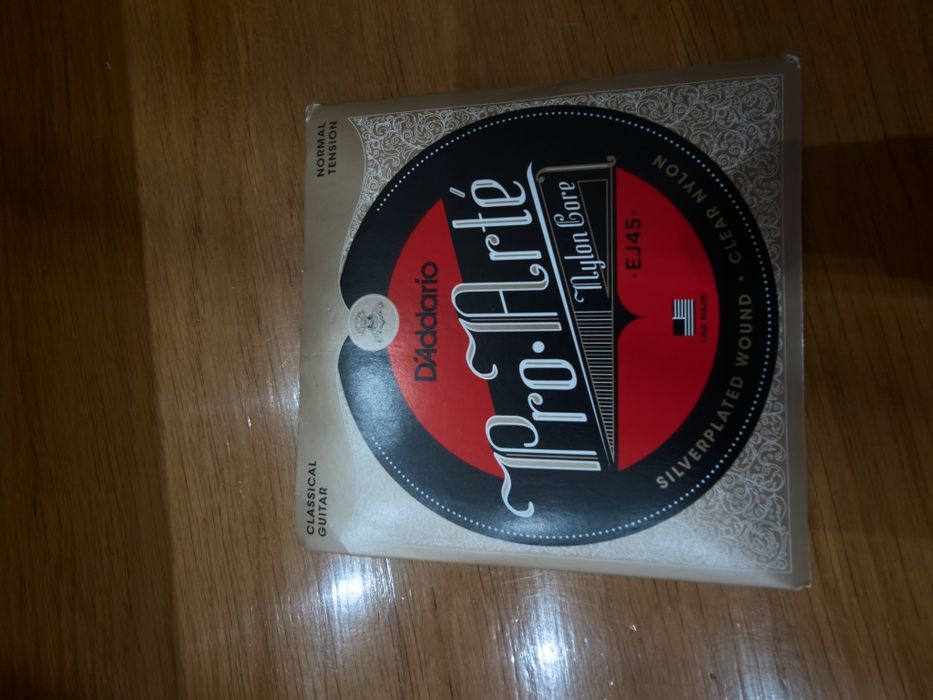 CLASSICAL
GUITAR
NORMAL
TENSION
D'Addario
Pro·Arté
Nylon Core
·EJ45·
USA MADE
SILVERPLATED WOUND · CLEAR NYLON